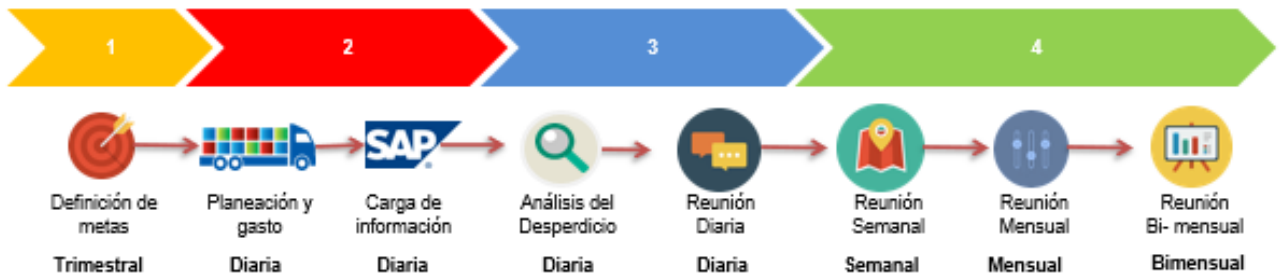 1
2
3
4
SAP
Definición de
metas
Trimestral
Planeación y
gasto
Diaria
Carga de
información
Diaria
Análisis del
Desperdicio
Diaria
Reunión
Diaria
Diaria
Reunión
Semanal
Semanal
Reunión
Mensual
Mensual
Reunión
Bi- mensual
Bimensual